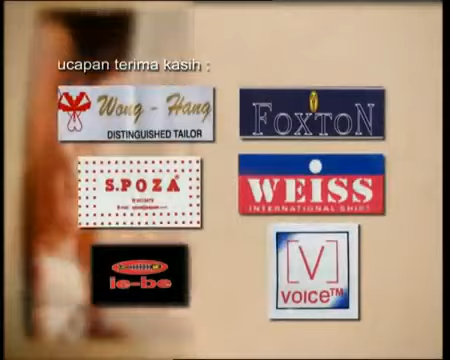 ucapan terima kasih :
Wong - Hang
DISTINGUISHED TAILOR
FOXTON
S.POZA
WEISS
INTERNATIONAL SHIRT
le-be
[V]
voice™